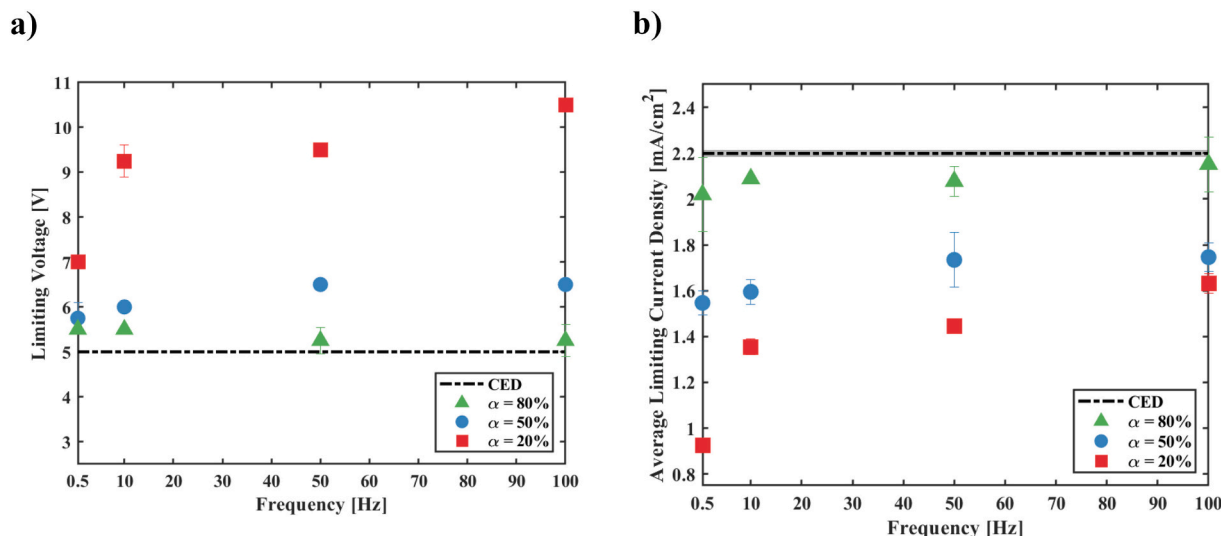 a)
11
10
9
8
7
6
5
4
3
0.5 10 20 30 40 50 60 70 80 90 100
Limiting Voltage [V]
Frequency [Hz]
CED
α = 80%
α = 50%
α = 20%
b)
2.4
2.2
2
1.8
1.6
1.4
1.2
1
0.8
0.5 10 20 30 40 50 60 70 80 90 100
Average Limiting Current Density [mA/cm²]
Frequency [Hz]
CED
α = 80%
α = 50%
α = 20%